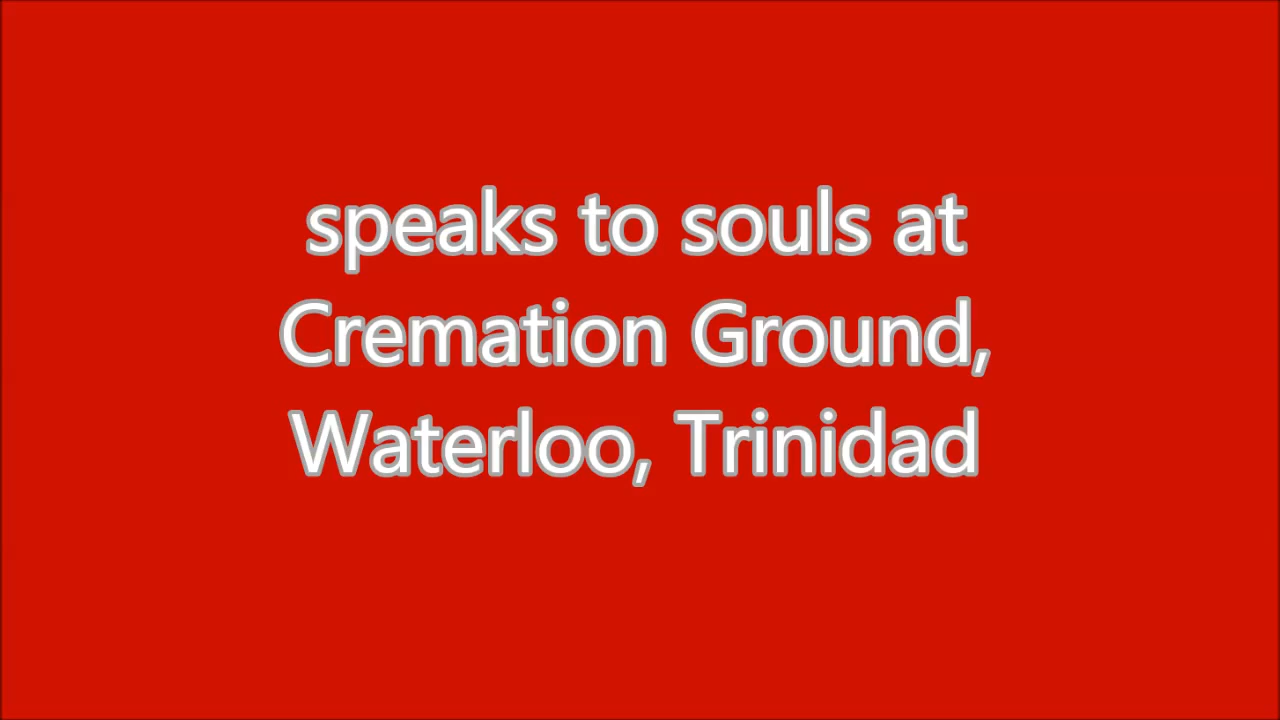 speaks to souls at
Cremation Ground,
Waterloo, Trinidad